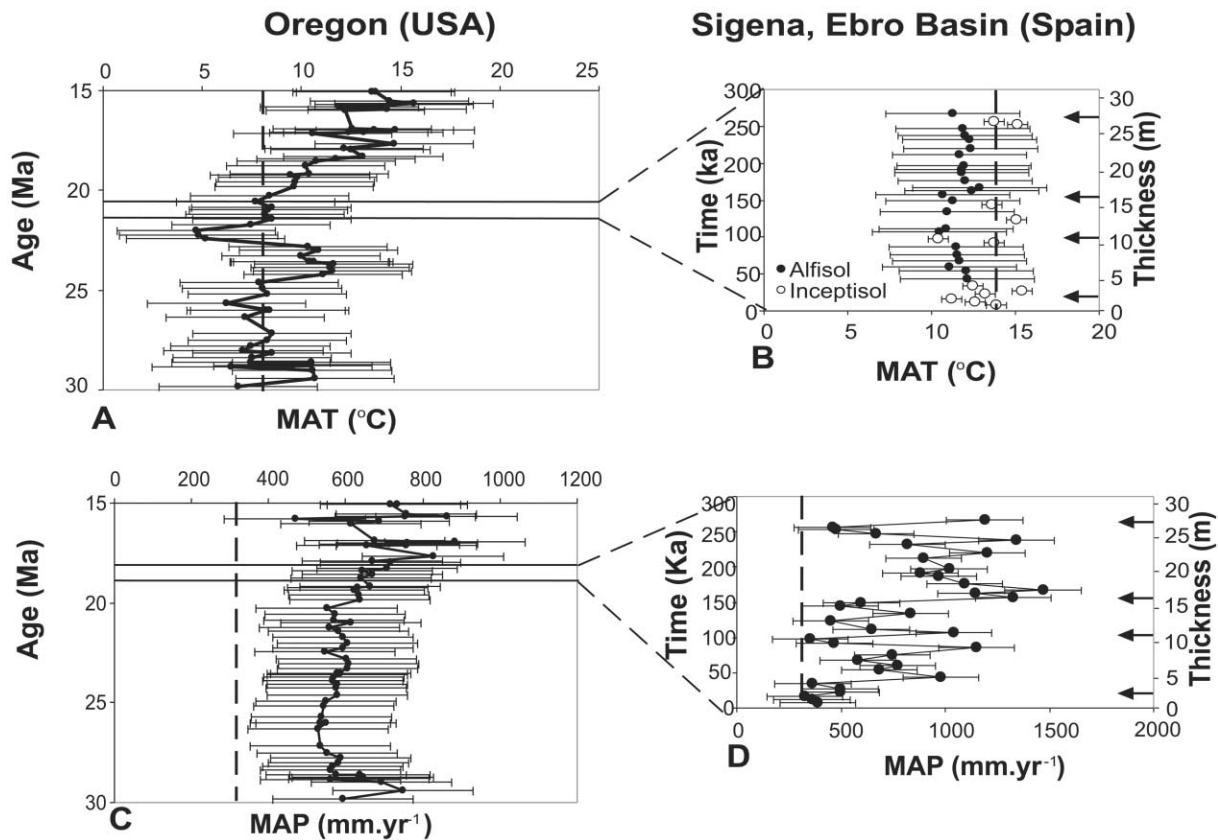 Oregon (USA)
Sigena, Ebro Basin (Spain)
0 5 10 15 20 25
15
20
25
30
Age (Ma)
A
MAT (°C)
300
250
200
150
100
50
0
Time (ka)
30
25
20
15
10
5
0
Thickness (m)
Alfisol
Inceptisol
0 5 10 15 20
B
MAT (°C)
0 200 400 600 800 1000 1200
15
20
25
30
Age (Ma)
C
MAP (mm.yr⁻¹)
300
250
200
150
100
50
0
Time (Ka)
30
25
20
15
10
5
0
Thickness (m)
0 500 1000 1500 2000
D
MAP (mm.yr⁻¹)